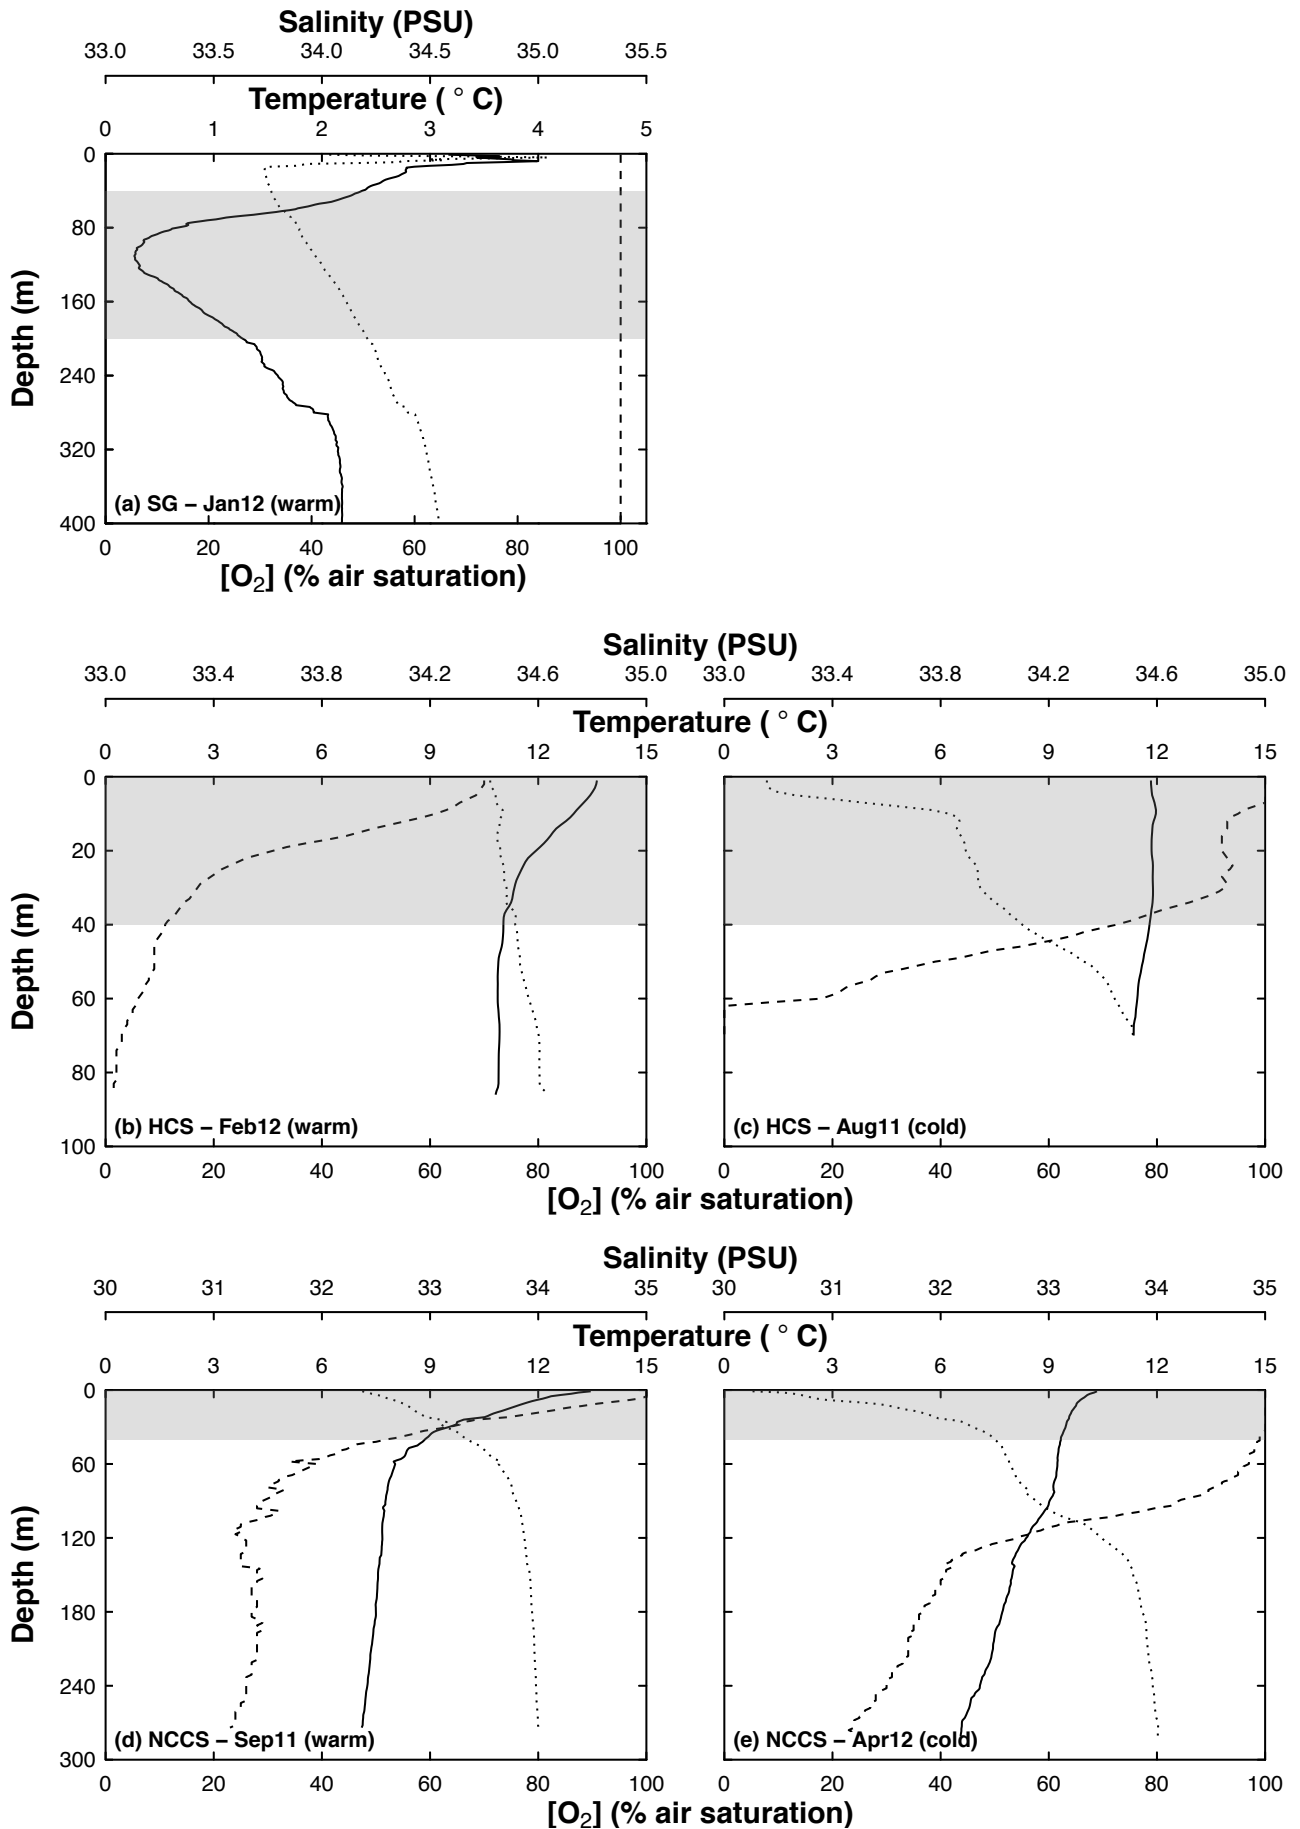 Salinity (PSU)
33.0 33.5 34.0 34.5 35.0 35.5
Temperature ( ° C)
0 1 2 3 4 5
0
80
160
240
320
400
Depth (m)
(a) SG – Jan12 (warm)
0 20 40 60 80 100
[O2] (% air saturation)
Salinity (PSU)
33.0 33.4 33.8 34.2 34.6 35.0 33.0 33.4 33.8 34.2 34.6 35.0
Temperature ( ° C)
0 3 6 9 12 15 0 3 6 9 12 15
0
20
40
60
80
100
Depth (m)
(b) HCS – Feb12 (warm) (c) HCS – Aug11 (cold)
0 20 40 60 80 100 0 20 40 60 80 100
[O2] (% air saturation)
Salinity (PSU)
30 31 32 33 34 35 30 31 32 33 34 35
Temperature ( ° C)
0 3 6 9 12 15 0 3 6 9 12 15
0
60
120
180
240
300
Depth (m)
(d) NCCS – Sep11 (warm) (e) NCCS – Apr12 (cold)
0 20 40 60 80 100 0 20 40 60 80 100
[O2] (% air saturation)